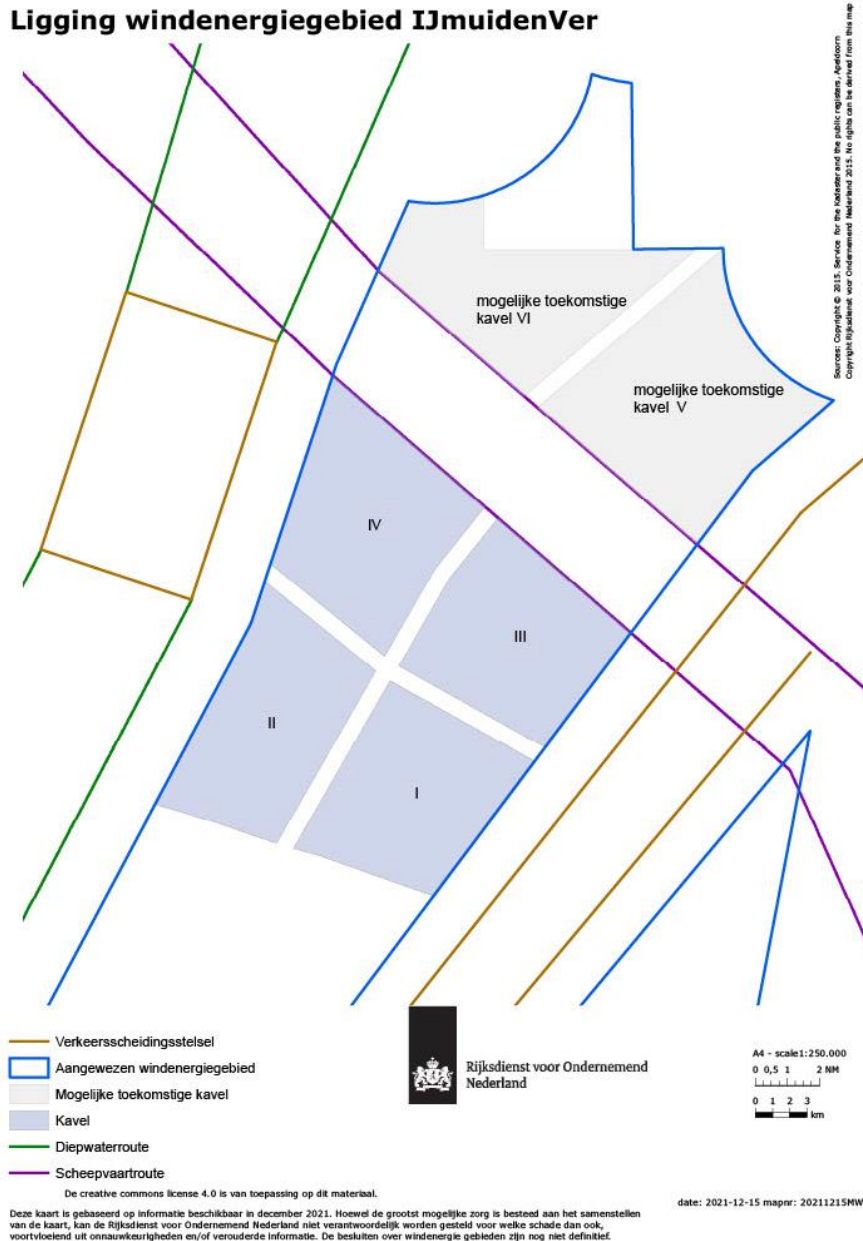 Ligging windenergiegebied IJmuidenVer
Sources: Copyright © 2015. Service for the Kadaster and the public registers, Apeldoorn
Copyright Rijksdienst voor Ondernemend Nederland 2015. No rights can be derived from this map
mogelijke toekomstige
kavel VI
mogelijke toekomstige
kavel V
IV
III
II
I
Verkeersscheidingsstelsel
Aangewezen windenergiegebied
Mogelijke toekomstige kavel
Kavel
Diepwaterroute
Scheepvaartroute
Rijksdienst voor Ondernemend
Nederland
A4 - scale1:250.000
0 0,5 1 2 NM
0 1 2 3
km
De creative commons license 4.0 is van toepassing op dit materiaal.
date: 2021-12-15 mapnr: 20211215MW
Deze kaart is gebaseerd op informatie beschikbaar in december 2021. Hoewel de grootst mogelijke zorg is besteed aan het samenstellen
van de kaart, kan de Rijksdienst voor Ondernemend Nederland niet verantwoordelijk worden gesteld voor welke schade dan ook,
voortvloeiend uit onnauwkeurigheden en/of verouderde informatie. De besluiten over windenergie gebieden zijn nog niet definitief.